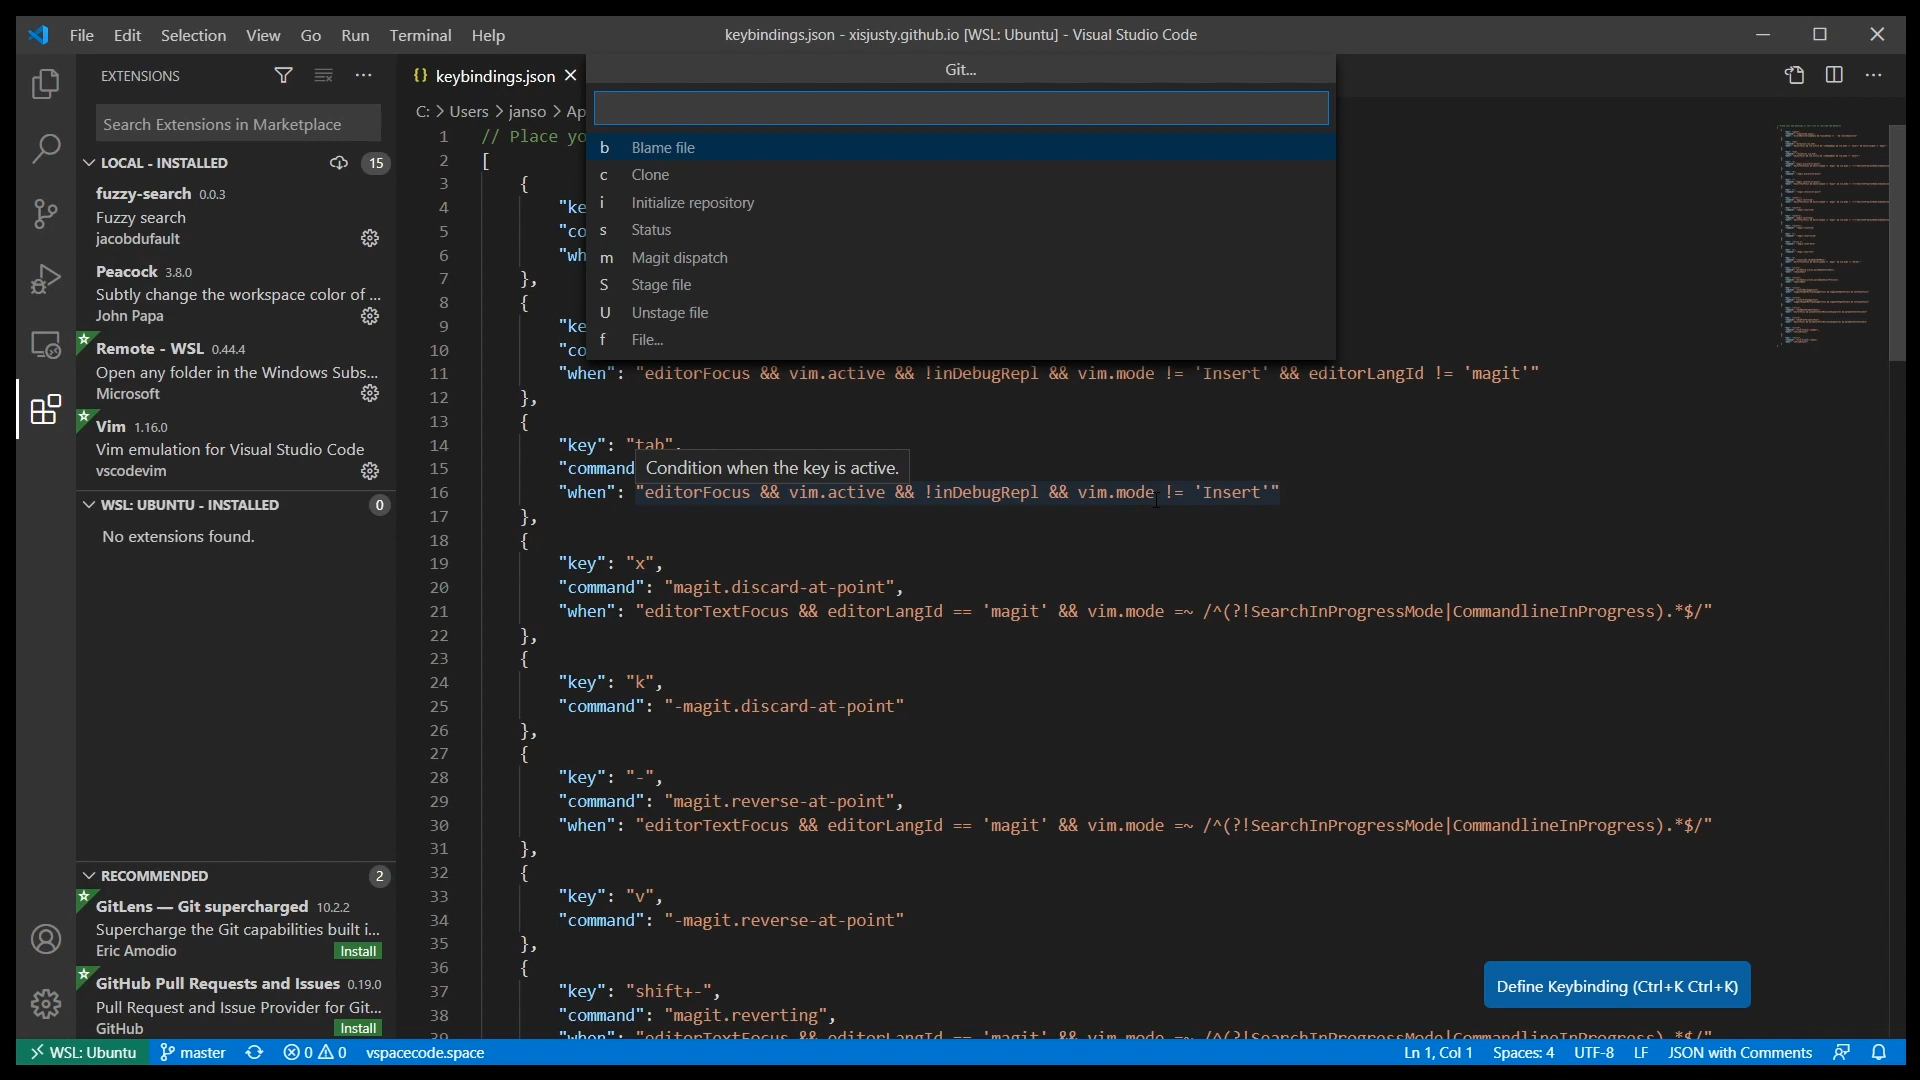 File Edit Selection View Go Run Terminal Help
keybindings.json - xisjusty.github.io [WSL: Ubuntu] - Visual Studio Code
EXTENSIONS
Search Extensions in Marketplace
LOCAL - INSTALLED 15
fuzzy-search 0.0.3
Fuzzy search
jacobdufault
Peacock 3.8.0
Subtly change the workspace color of ...
John Papa
Remote - WSL 0.44.4
Open any folder in the Windows Subs...
Microsoft
Vim 1.16.0
Vim emulation for Visual Studio Code
vscodevim
WSL: UBUNTU - INSTALLED 0
No extensions found.
RECOMMENDED 2
GitLens — Git supercharged 10.2.2
Supercharge the Git capabilities built i...
Eric Amodio Install
GitHub Pull Requests and Issues 0.19.0
Pull Request and Issue Provider for Git...
GitHub Install
{} keybindings.json
C: > Users > janso > Ap
Git...
b Blame file
c Clone
i Initialize repository
s Status
m Magit dispatch
S Stage file
U Unstage file
f File...
1 // Place yo
2 [
3 {
4 "ke
5 "co
6 "wh
7 },
8 {
9 "ke
10 "co
11 "when": "editorFocus && vim.active && !inDebugRepl && vim.mode != 'Insert' && editorLangId != 'magit'"
12 },
13 {
14 "key": "tab",
15 "command
Condition when the key is active.
16 "when": "editorFocus && vim.active && !inDebugRepl && vim.mode != 'Insert'"
17 },
18 {
19 "key": "x",
20 "command": "magit.discard-at-point",
21 "when": "editorTextFocus && editorLangId == 'magit' && vim.mode =~ /^(?!SearchInProgressMode|CommandlineInProgress).*$/"
22 },
23 {
24 "key": "k",
25 "command": "-magit.discard-at-point"
26 },
27 {
28 "key": "-",
29 "command": "magit.reverse-at-point",
30 "when": "editorTextFocus && editorLangId == 'magit' && vim.mode =~ /^(?!SearchInProgressMode|CommandlineInProgress).*$/"
31 },
32 {
33 "key": "v",
34 "command": "-magit.reverse-at-point"
35 },
36 {
37 "key": "shift+-",
38 "command": "magit.reverting",
39 "when": "editorTextFocus && editorLangId == 'magit' && vim.mode =~ /^(?!SearchInProgressMode|CommandlineInProgress).*$/"
Define Keybinding (Ctrl+K Ctrl+K)
WSL: Ubuntu master 0 0 vspacecode.space Ln 1, Col 1 Spaces: 4 UTF-8 LF JSON with Comments